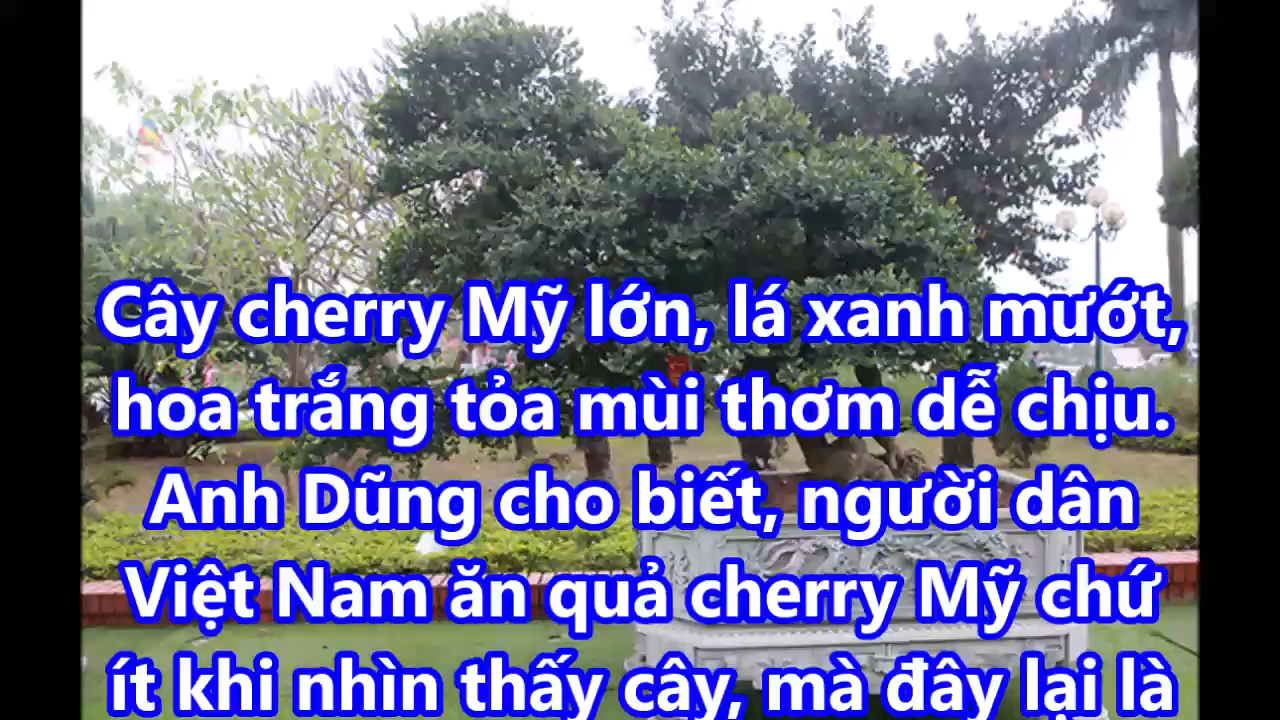 Cây cherry Mỹ lớn, lá xanh mướt,
hoa trắng tỏa mùi thơm dễ chịu.
Anh Dũng cho biết, người dân
Việt Nam ăn quả cherry Mỹ chứ
ít khi nhìn thấy cây, mà đây lại là